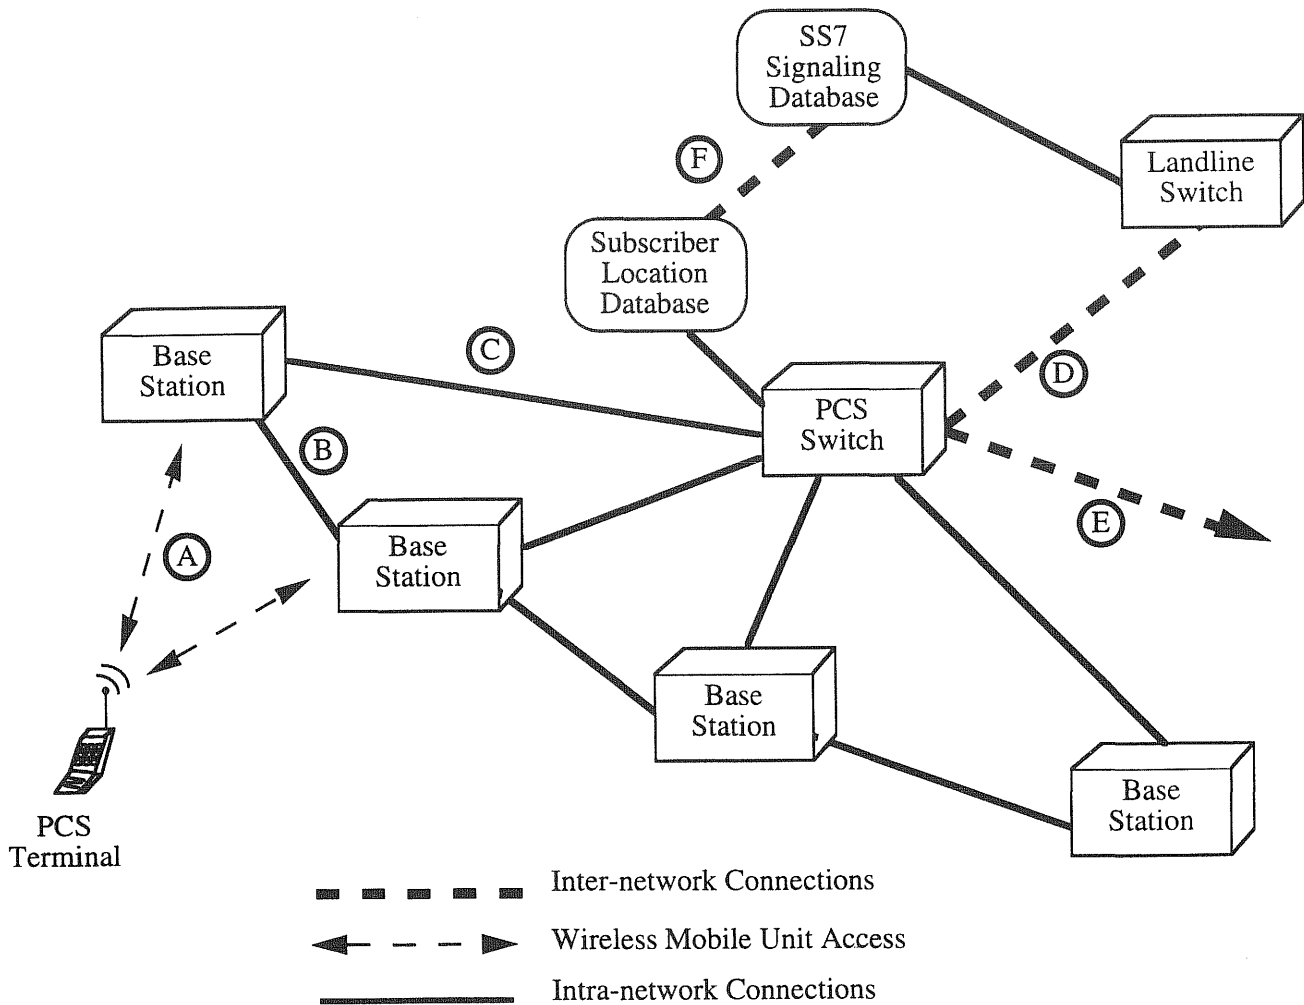 SS7
Signaling
Database
F
Landline
Switch
Subscriber
Location
Database
Base
Station
C
D
PCS
Switch
B
E
A
Base
Station
Base
Station
Base
Station
PCS
Terminal
Inter-network Connections
Wireless Mobile Unit Access
Intra-network Connections